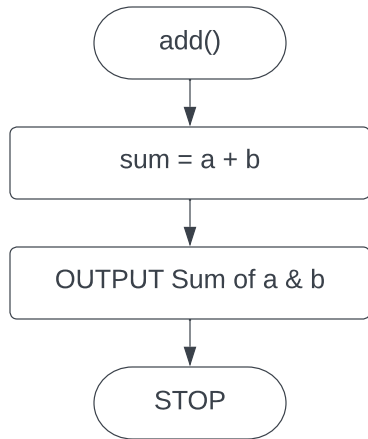 add()
sum = a + b
OUTPUT Sum of a & b
STOP